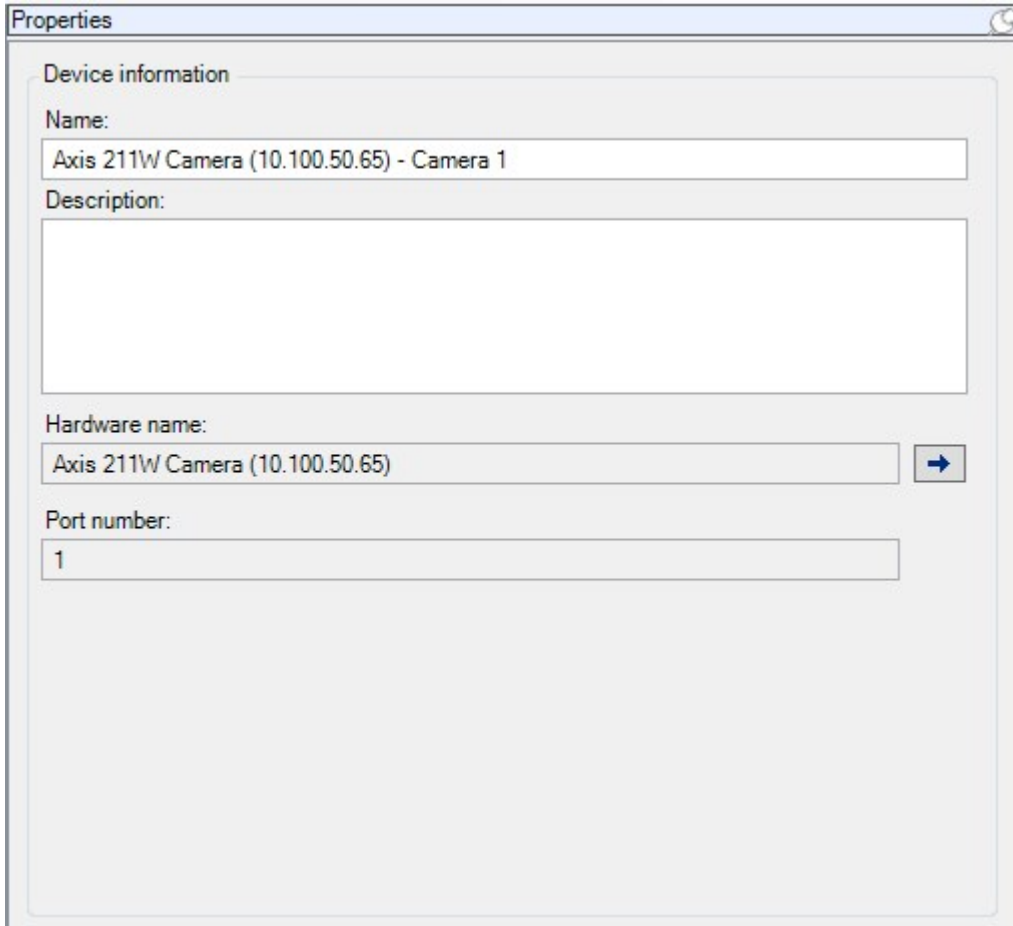 Properties
Device information
Name:
Axis 211W Camera (10.100.50.65) - Camera 1
Description:
Hardware name:
Axis 211W Camera (10.100.50.65)
Port number:
1